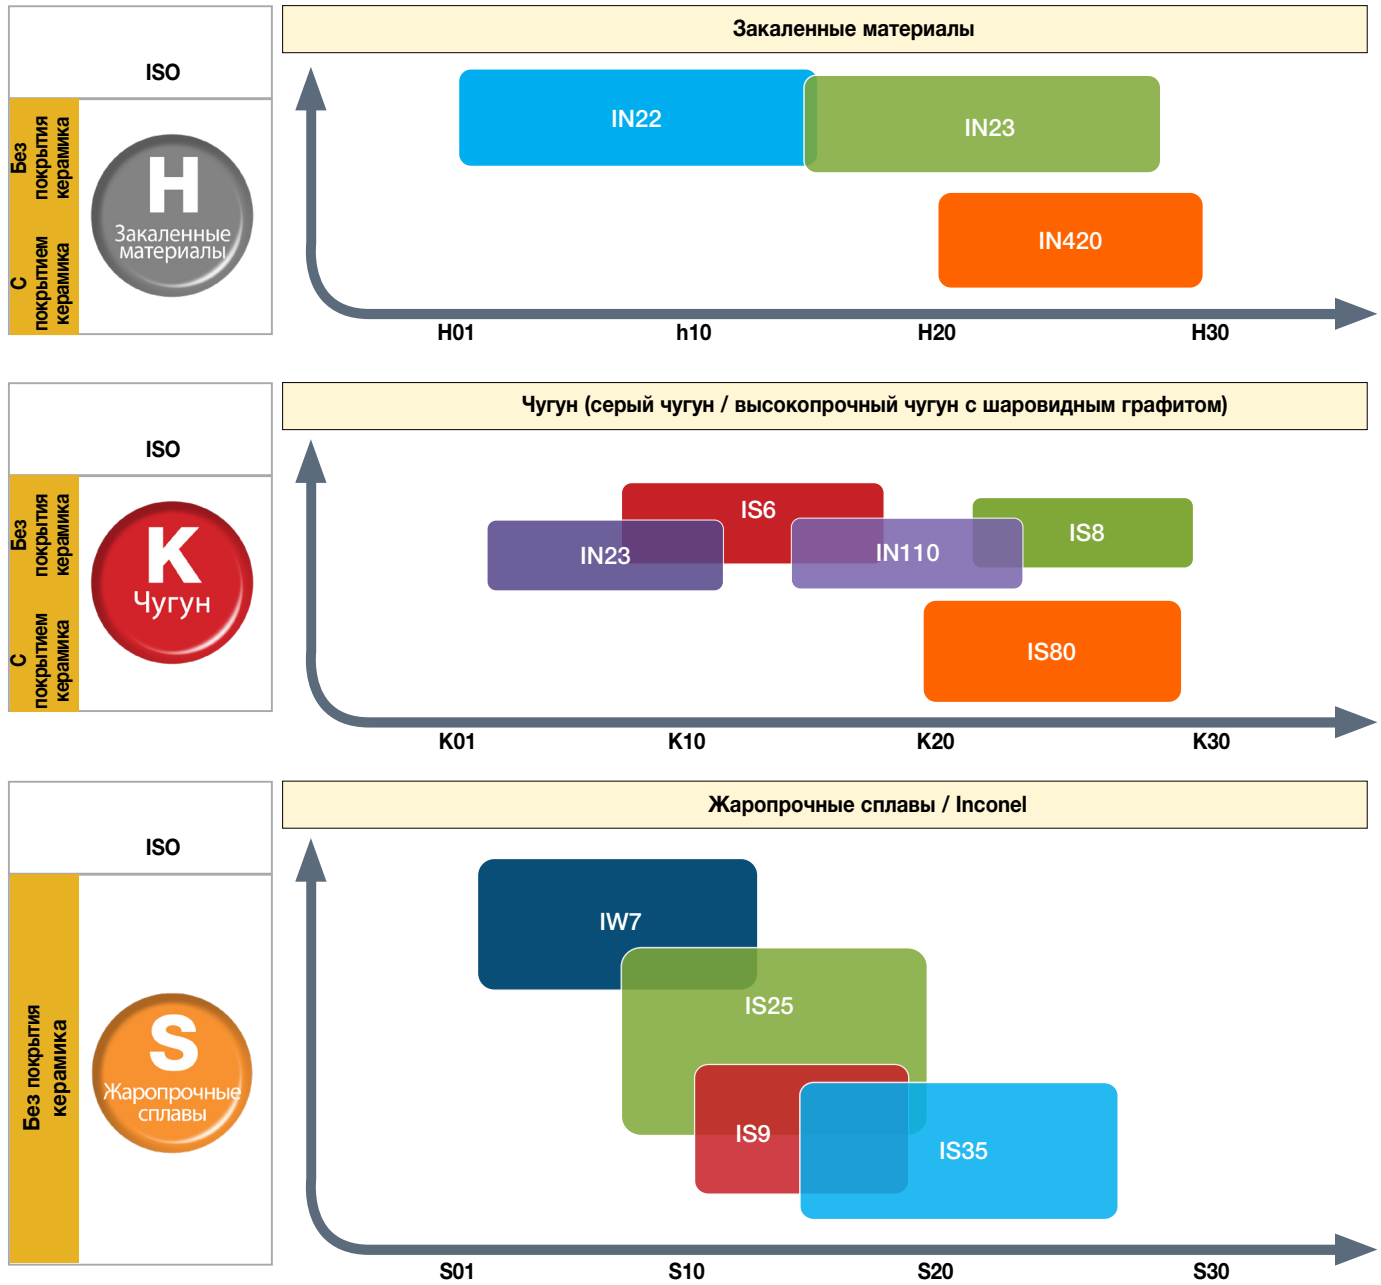 Закаленные материалы
ISO
Без
покрытия
керамика
С
покрытием
керамика
H
Закаленные
материалы
IN22
IN23
IN420
H01
h10
H20
H30
Чугун (серый чугун / высокопрочный чугун с шаровидным графитом)
ISO
Без
покрытия
керамика
С
покрытием
керамика
K
Чугун
IS6
IN23
IN110
IS8
IS80
K01
K10
K20
K30
Жаропрочные сплавы / Inconel
ISO
Без покрытия
керамика
S
Жаропрочные
сплавы
IW7
IS25
IS9
IS35
S01
S10
S20
S30